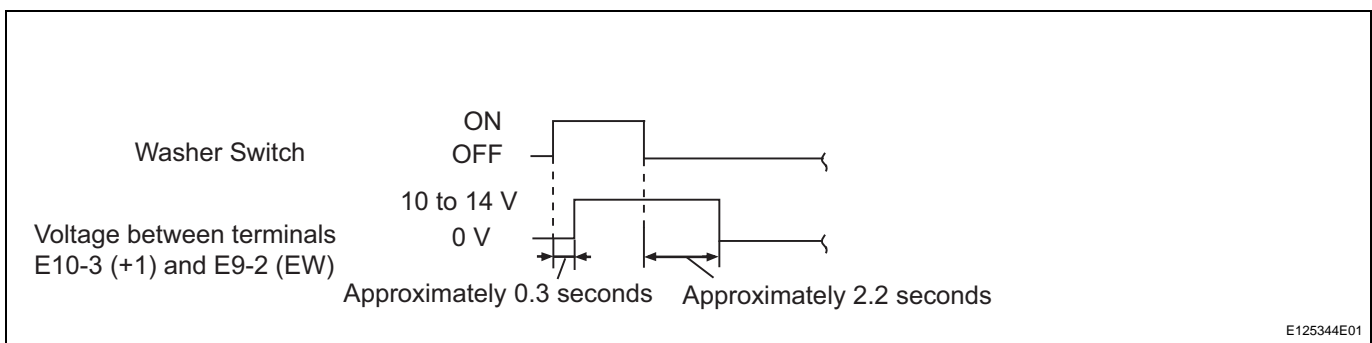 ON
Washer Switch
OFF
10 to 14 V
Voltage between terminals
0 V
E10-3 (+1) and E9-2 (EW)
Approximately 0.3 seconds
Approximately 2.2 seconds
E125344E01